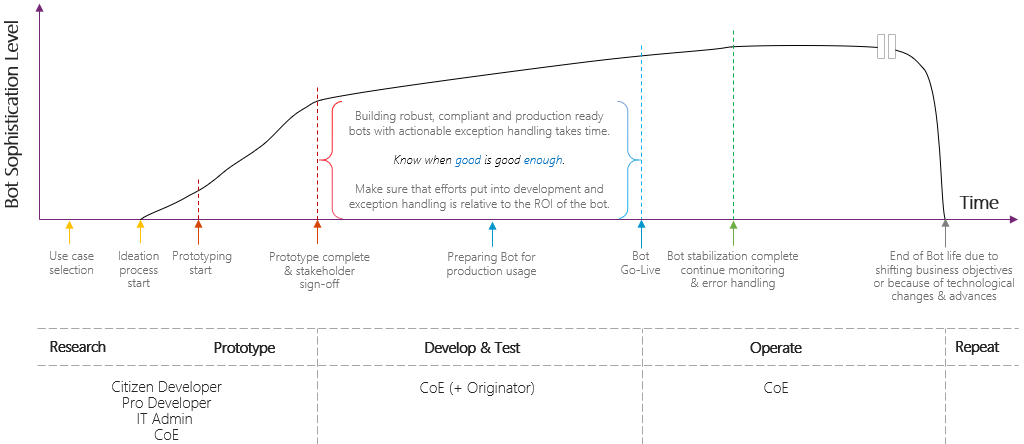 Bot Sophistication Level
Building robust, compliant and production ready
bots with actionable exception handling takes time.
Know when good is good enough.
Make sure that efforts put into development and
exception handling is relative to the ROI of the bot.
Time
Use case
selection
Ideation
process
start
Prototyping
start
Prototype complete
& stakeholder
sign-off
Preparing Bot for
production usage
Bot
Go-Live
Bot stabilization complete
continue monitoring
& error handling
End of Bot life due to
shifting business objectives
or because of technological
changes & advances
Research
Prototype
Develop & Test
Operate
Repeat
Citizen Developer
Pro Developer
IT Admin
CoE
CoE (+ Originator)
CoE